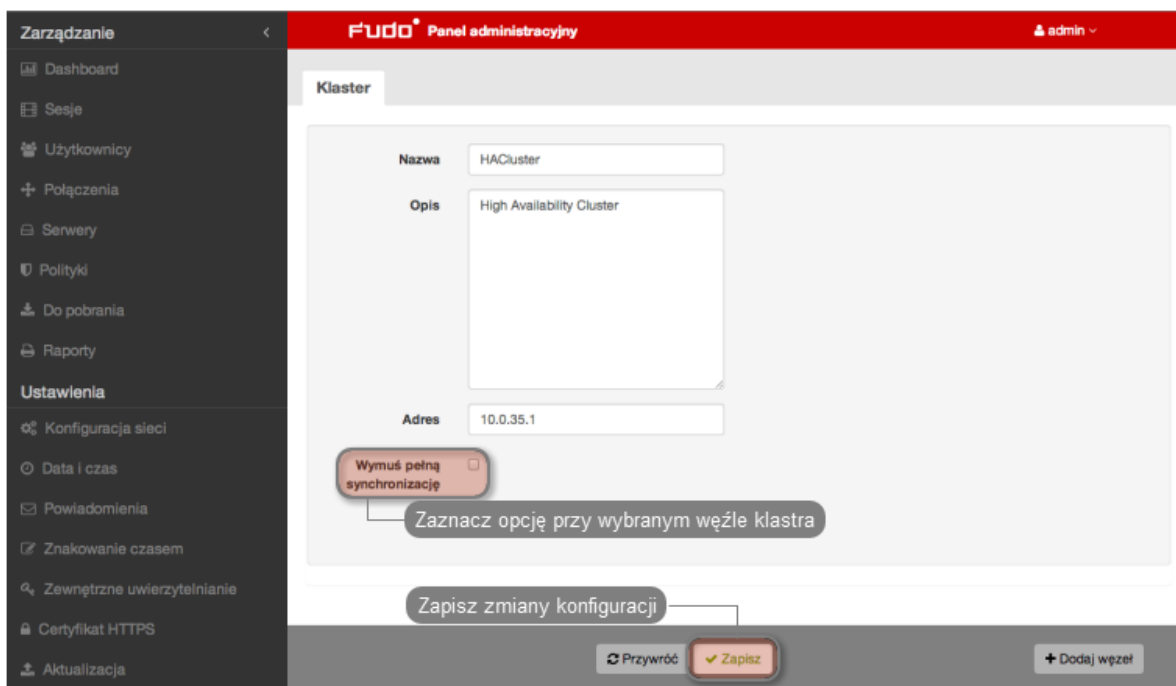 Zarządzanie
FUDO Panel administracyjny
admin
Dashboard
Sesje
Użytkownicy
Połączenia
Serwery
Polityki
Do pobrania
Raporty
Ustawienia
Konfiguracja sieci
Data i czas
Powiadomienia
Znakowanie czasem
Zewnętrzne uwierzytelnianie
Certyfikat HTTPS
Aktualizacja
Klaster
Nazwa HACluster
Opis High Availability Cluster
Adres 10.0.35.1
Wymuś pełną
synchronizację
Zaznacz opcję przy wybranym węźle klastra
Zapisz zmiany konfiguracji
Przywróć Zapisz Dodaj węzeł